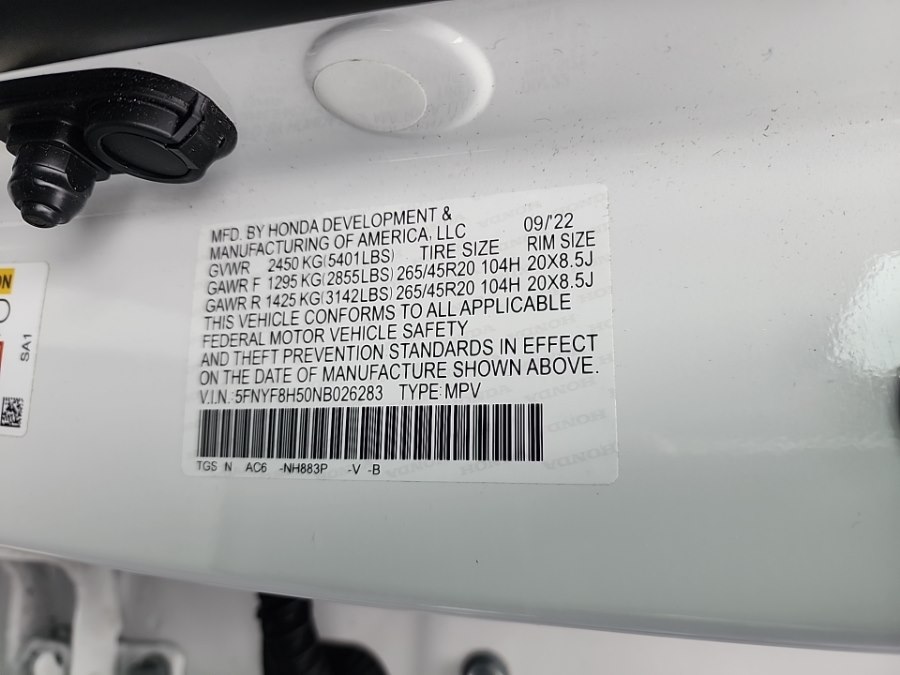 MFD. BY HONDA DEVELOPMENT &
MANUFACTURING OF AMERICA, LLC 09/'22
GVWR 2450 KG(5401LBS) TIRE SIZE RIM SIZE
GAWR F 1295 KG(2855LBS) 265/45R20 104H 20X8.5J
GAWR R 1425 KG(3142LBS) 265/45R20 104H 20X8.5J
THIS VEHICLE CONFORMS TO ALL APPLICABLE
FEDERAL MOTOR VEHICLE SAFETY
AND THEFT PREVENTION STANDARDS IN EFFECT
ON THE DATE OF MANUFACTURE SHOWN ABOVE.
V.I.N.:5FNYF8H50NB026283 TYPE:MPV
TGS N AC6 -NH883P -V -B
SA1